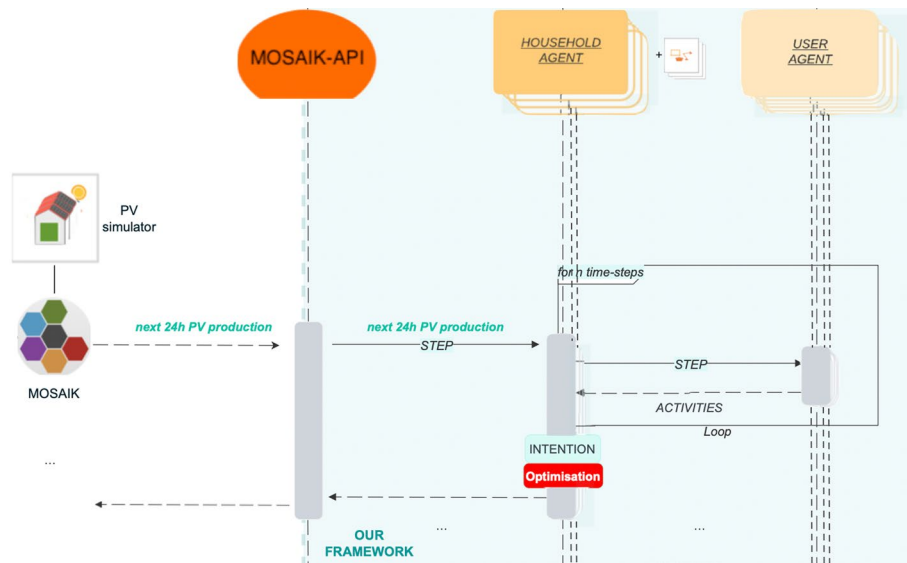 MOSAIK-API
HOUSEHOLD
AGENT
+
USER
AGENT
PV
simulator
for n time-steps
next 24h PV production
next 24h PV production
STEP
STEP
MOSAIK
ACTIVITIES
Loop
INTENTION
...
Optimisation
...
...
OUR
FRAMEWORK